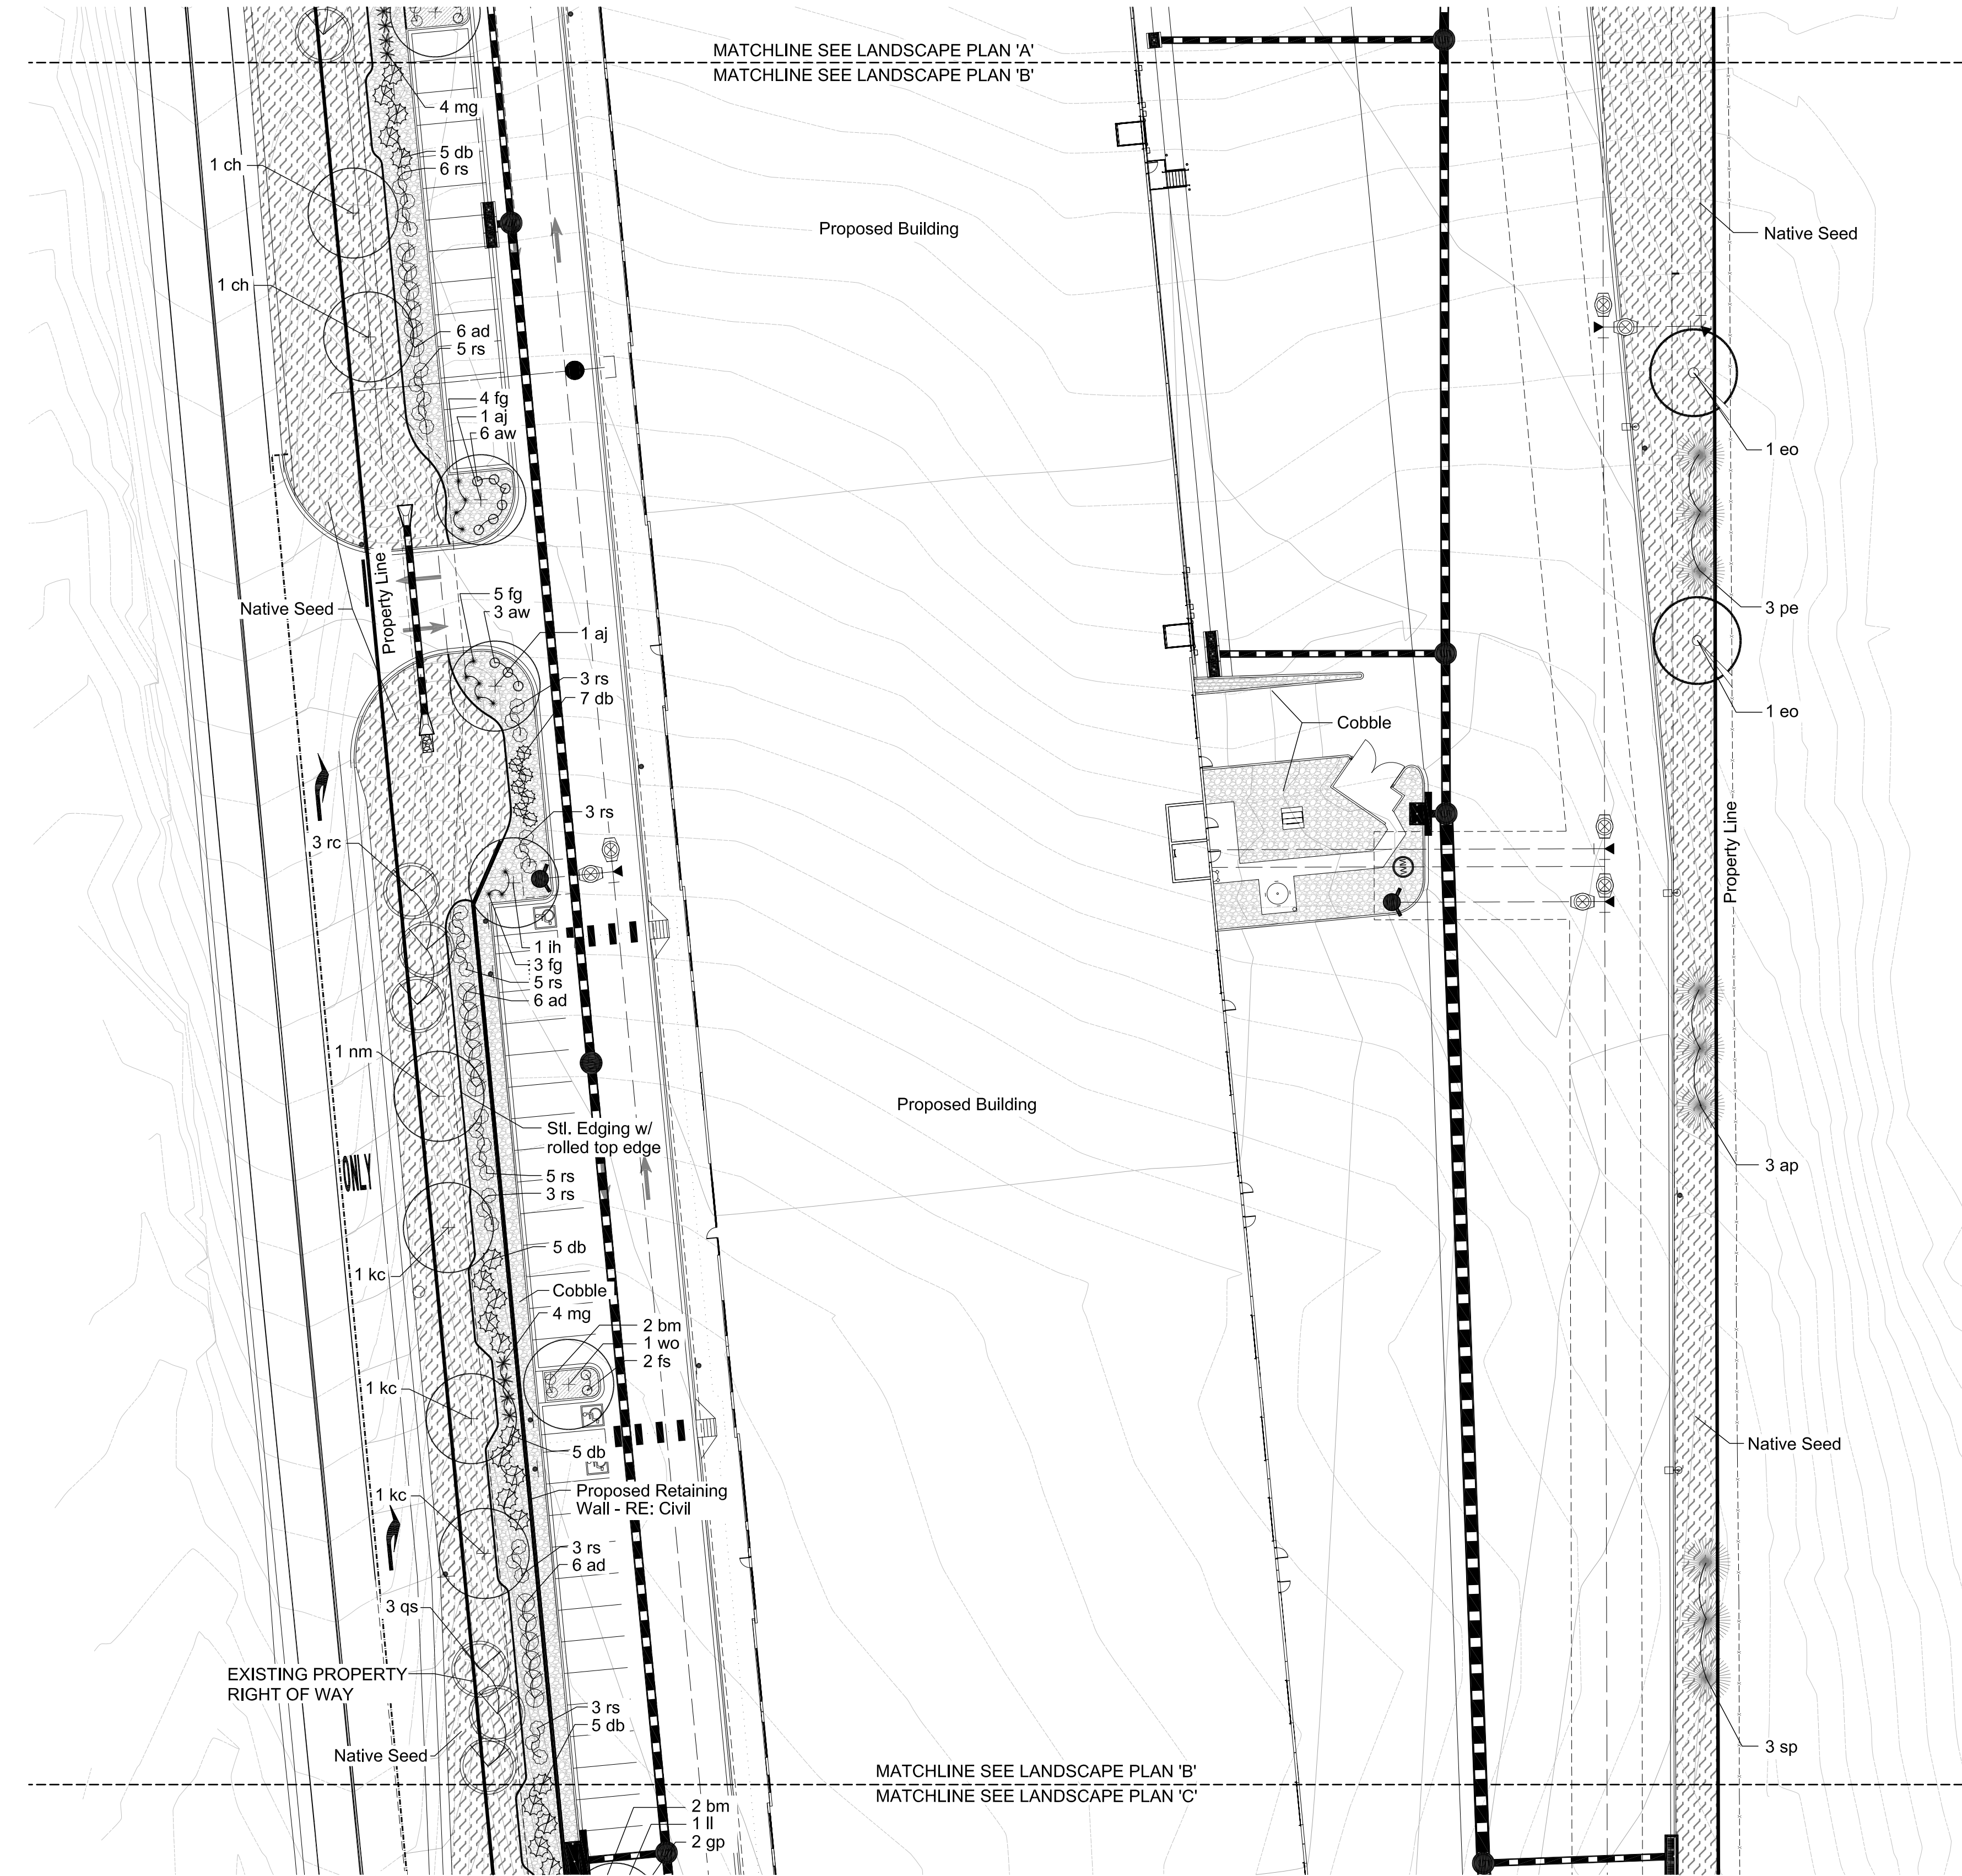 MATCHLINE SEE LANDSCAPE PLAN 'A'
MATCHLINE SEE LANDSCAPE PLAN 'B'
4 mg
5 db
6 rs
1 ch
Proposed Building
Native Seed
1 ch
6 ad
5 rs
4 fg
1 aj
6 aw
1 eo
Property Line
5 fg
3 aw
Native Seed
1 aj
3 pe
3 rs
7 db
1 eo
Cobble
3 rs
3 rc
Property Line
WM
1 ih
3 fg
5 rs
6 ad
1 nm
Proposed Building
Stl. Edging w/
rolled top edge
ONLY
5 rs
3 rs
3 ap
5 db
1 kc
Cobble
4 mg
2 bm
1 wo
2 fs
1 kc
5 db
Native Seed
1 kc
Proposed Retaining
Wall - RE: Civil
3 rs
6 ad
3 qs
EXISTING PROPERTY
RIGHT OF WAY
3 rs
5 db
Native Seed
3 sp
MATCHLINE SEE LANDSCAPE PLAN 'B'
MATCHLINE SEE LANDSCAPE PLAN 'C'
2 bm
1 ll
2 gp